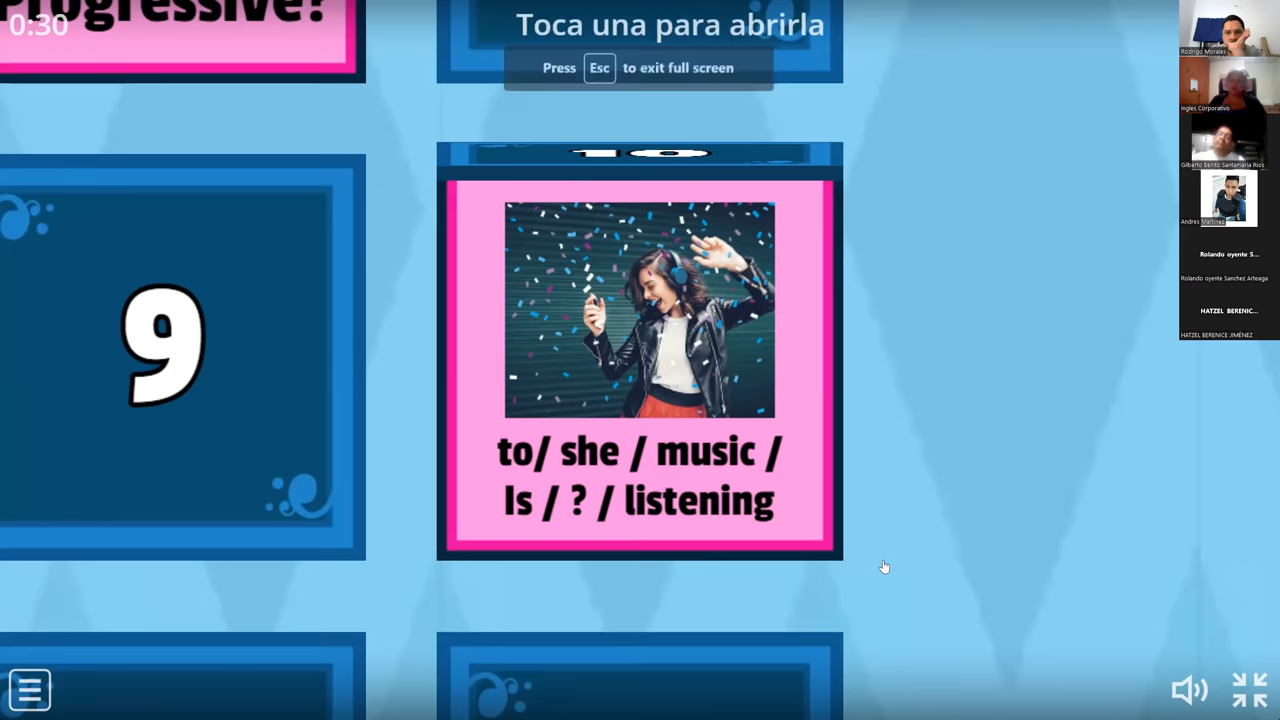 Progressive?
0:30
Toca una para abrirla
Press Esc to exit full screen
10
9
to/ she / music /
Is / ? / listening
Rodrigo Morales
Ingles Corporativo
Gilberto Benito Santamaria Rios
Andres Martinez
Rolando oyente S...
Rolando oyente Sanchez Arteaga
HATZEL BERENIC...
HATZEL BERENICE JIMÉNEZ